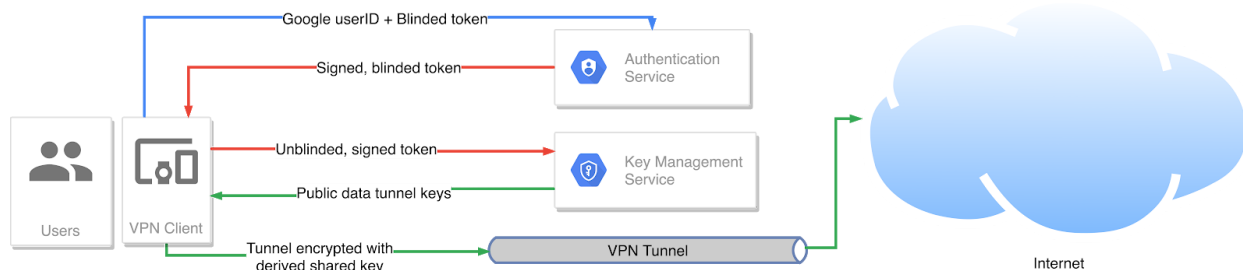 Google userID + Blinded token
Authentication
Service
Signed, blinded token
Unblinded, signed token
Key Management
Service
Public data tunnel keys
Users
VPN Client
Tunnel encrypted with
derived shared key
VPN Tunnel
Internet